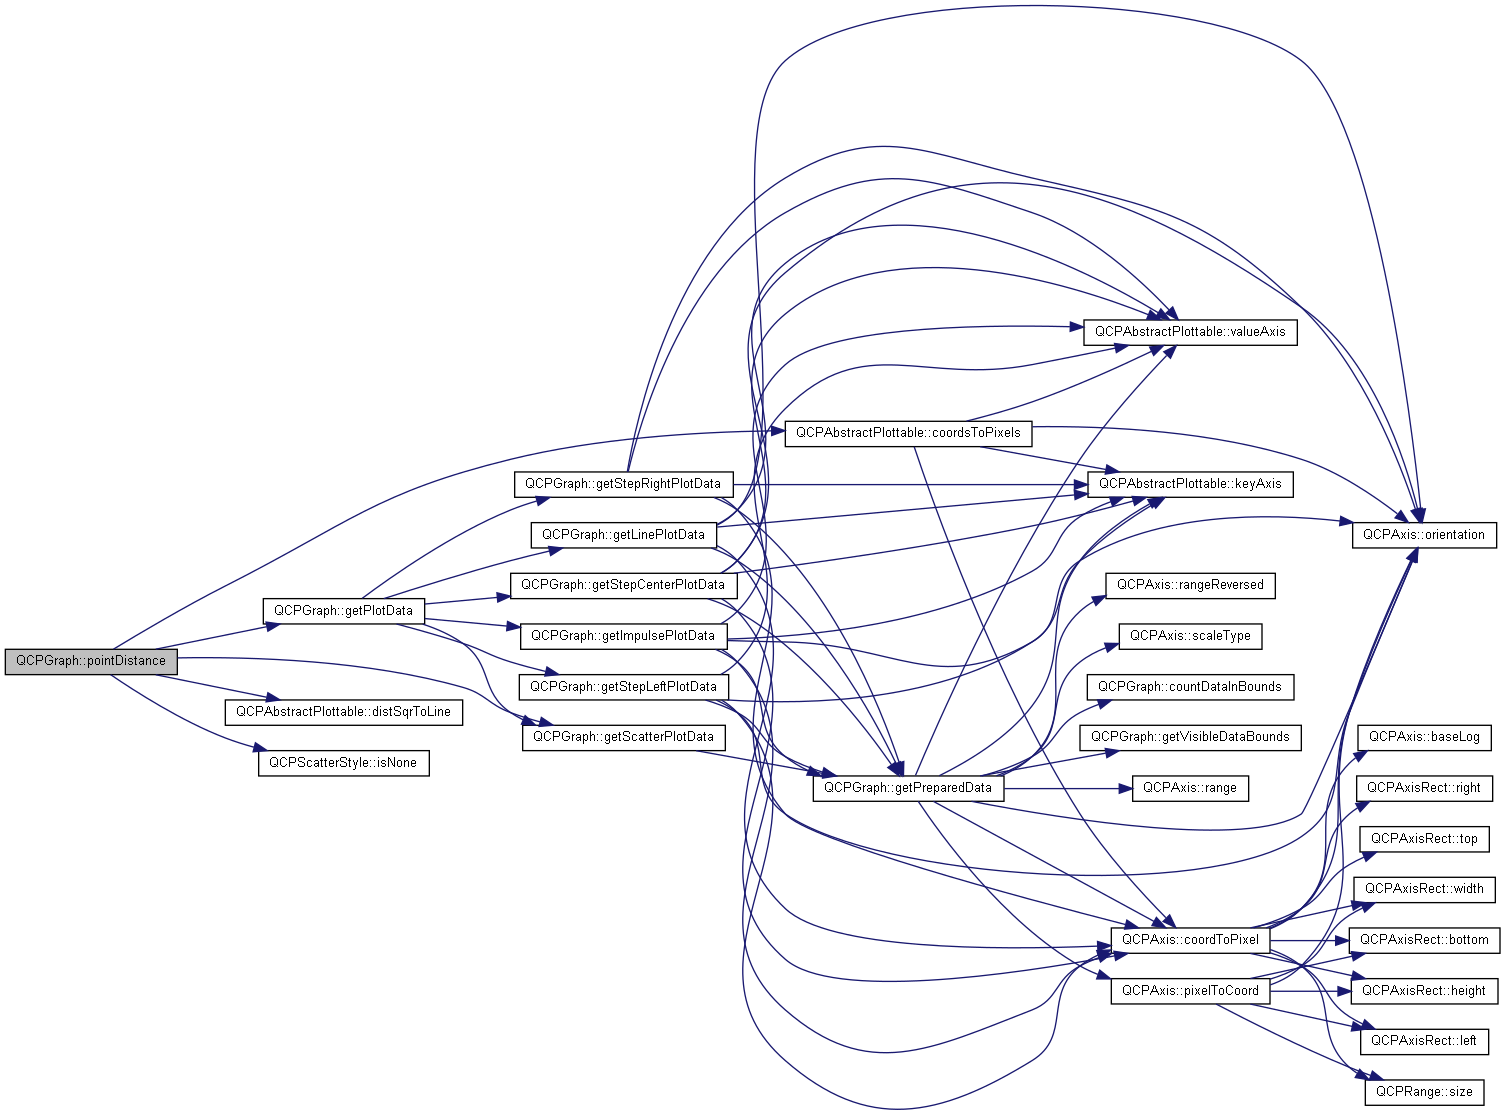 QCPGraph::pointDistance
QCPGraph::getPlotData
QCPAbstractPlottable::distSqrToLine
QCPScatterStyle::isNone
QCPGraph::getStepRightPlotData
QCPGraph::getLinePlotData
QCPGraph::getStepCenterPlotData
QCPGraph::getImpulsePlotData
QCPGraph::getStepLeftPlotData
QCPGraph::getScatterPlotData
QCPAbstractPlottable::coordsToPixels
QCPGraph::getPreparedData
QCPAbstractPlottable::valueAxis
QCPAbstractPlottable::keyAxis
QCPAxis::rangeReversed
QCPAxis::scaleType
QCPGraph::countDataInBounds
QCPGraph::getVisibleDataBounds
QCPAxis::range
QCPAxis::coordToPixel
QCPAxis::pixelToCoord
QCPAxis::orientation
QCPAxis::baseLog
QCPAxisRect::right
QCPAxisRect::top
QCPAxisRect::width
QCPAxisRect::bottom
QCPAxisRect::height
QCPAxisRect::left
QCPRange::size